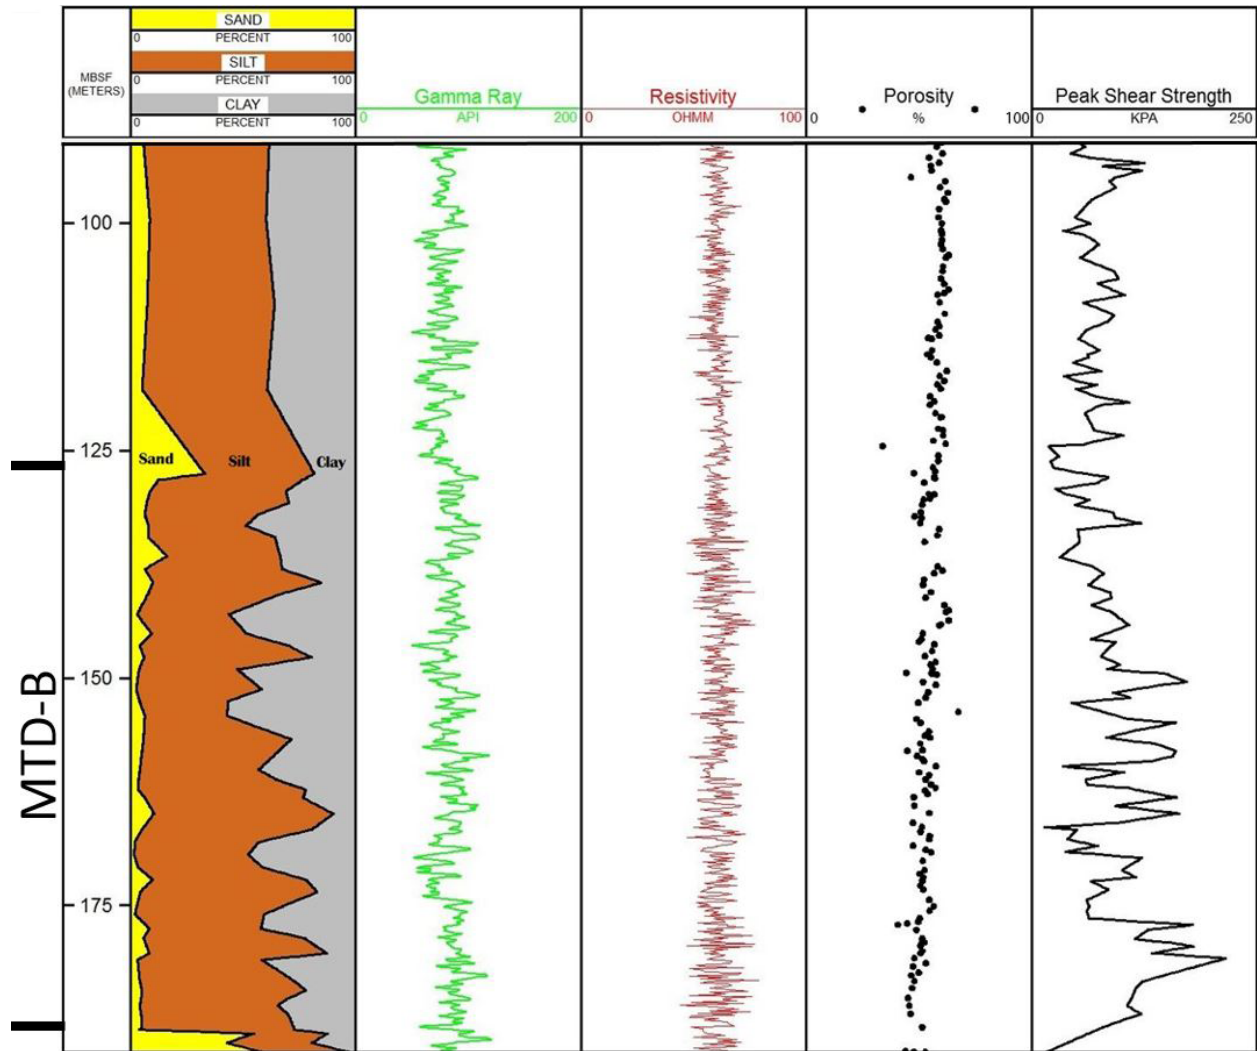 SAND
0 PERCENT 100
SILT
0 PERCENT 100
CLAY
0 PERCENT 100
MBSF
(METERS)
Gamma Ray
0 API 200
Resistivity
0 OHMM 100
Porosity
0 % 100
Peak Shear Strength
0 KPA 250
100
125
150
175
Sand Silt Clay
MTD-B